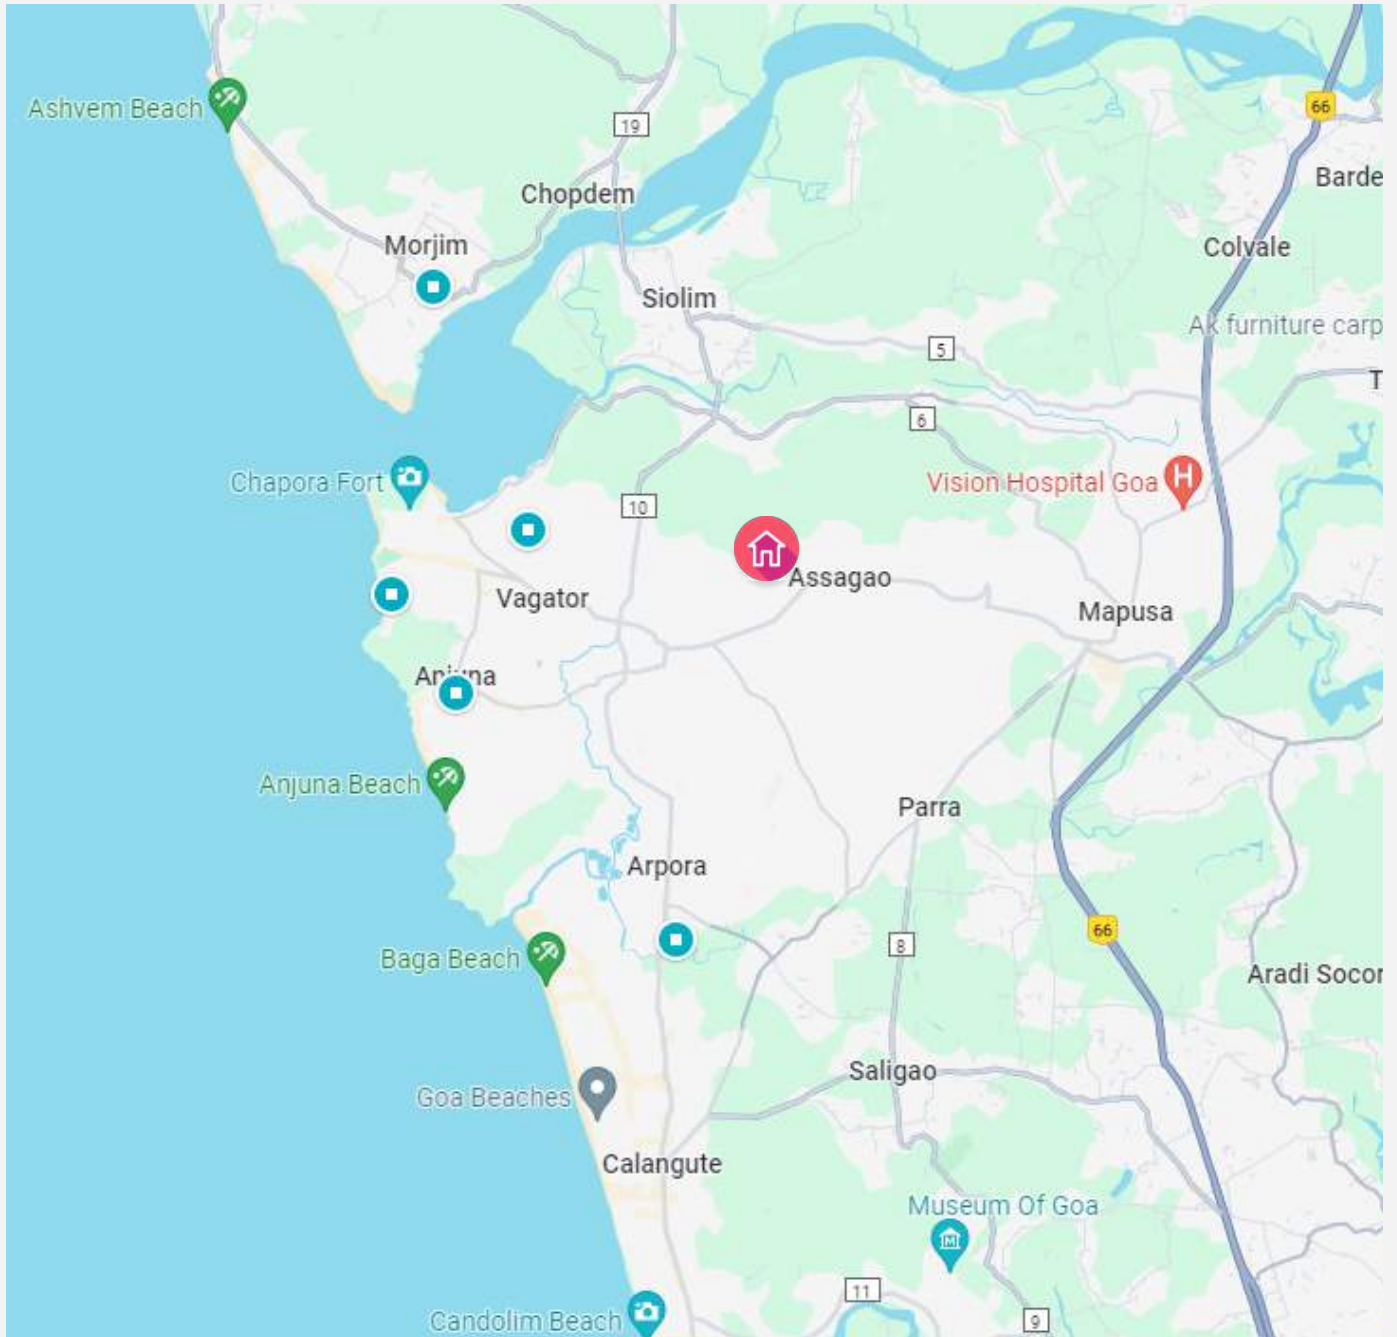 66
Ashvem Beach
19
Barde
Chopdem
Morjim
Colvale
Siolim
Ak furniture carp
5
T
6
Chapora Fort
Vision Hospital Goa
H
10
Assagao
Vagator
Mapusa
Anjuna
Anjuna Beach
Parra
Arpora
66
8
Baga Beach
Aradi Socor
Saligao
Goa Beaches
Calangute
Museum Of Goa
M
11
Candolim Beach
9